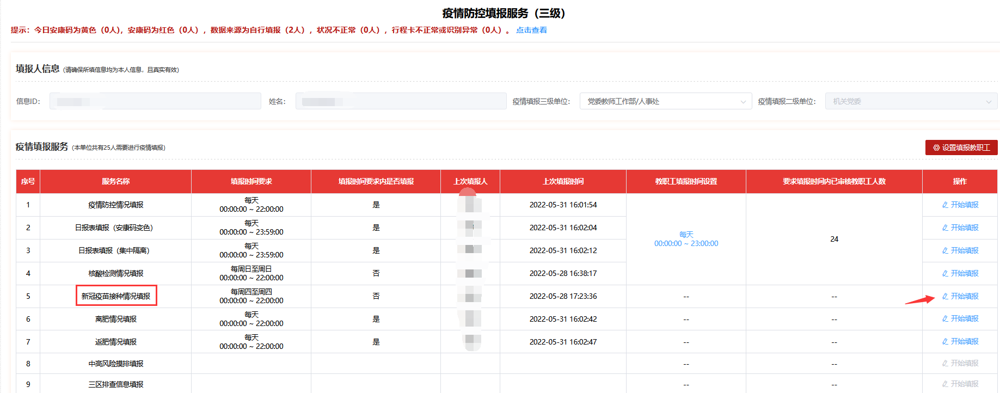 疫情防控填报服务（三级）
提示：今日安康码为黄色（0人），安康码为红色（0人），数据来源为自行填报（2人），状况不正常（0人），行程卡不正常或识别异常（0人）。 点击查看
填报人信息 (请确保所填信息均为本人信息，且真实有效)
信息ID： 姓名： 疫情填报三级单位： 党委教师工作部/人事处 疫情填报二级单位： 机关党委
疫情填报服务 (本单位共有25人需要进行疫情填报) 设置填报教职工
序号 服务名称 填报时间要求 填报时间要求内是否填报 上次填报人 上次填报时间 教职工填报时间设置 要求填报时间内已审核教职工人数 操作
1 疫情防控情况填报 每天 00:00:00 ~ 22:00:00 是 2022-05-31 16:01:54 开始填报
2 日报表填报（安康码变色） 每天 00:00:00 ~ 23:59:00 是 2022-05-31 16:02:04 开始填报
每天 00:00:00 ~ 23:00:00 24
3 日报表填报（集中隔离） 每天 00:00:00 ~ 23:59:00 是 2022-05-31 16:02:12 开始填报
4 核酸检测情况填报 每周日至周日 00:00:00 ~ 22:00:00 否 2022-05-28 16:38:17 开始填报
5 新冠疫苗接种情况填报 每周四至周四 00:00:00 ~ 22:00:00 否 2022-05-28 17:23:36 -- -- 开始填报
6 离肥情况填报 每天 00:00:00 ~ 22:00:00 是 2022-05-31 16:02:42 -- -- 开始填报
7 返肥情况填报 每天 00:00:00 ~ 22:00:00 是 2022-05-31 16:02:47 -- -- 开始填报
8 中高风险摸排填报 -- -- 开始填报
9 三区排查信息填报 -- -- 开始填报